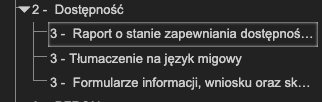 2 - Dostępność
3 - Raport o stanie zapewniania dostępnoś...
3 - Tłumaczenie na język migowy
3 - Formularze informacji, wniosku oraz sk...